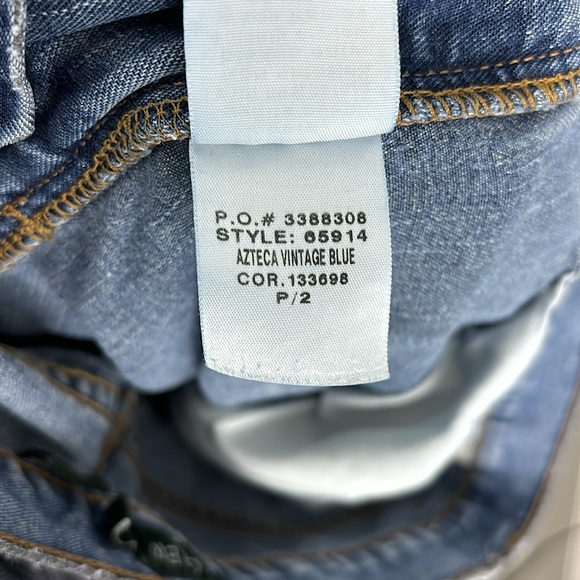 P.O.# 3388308
STYLE: 65914
AZTECA VINTAGE BLUE
COR.133698
P/2